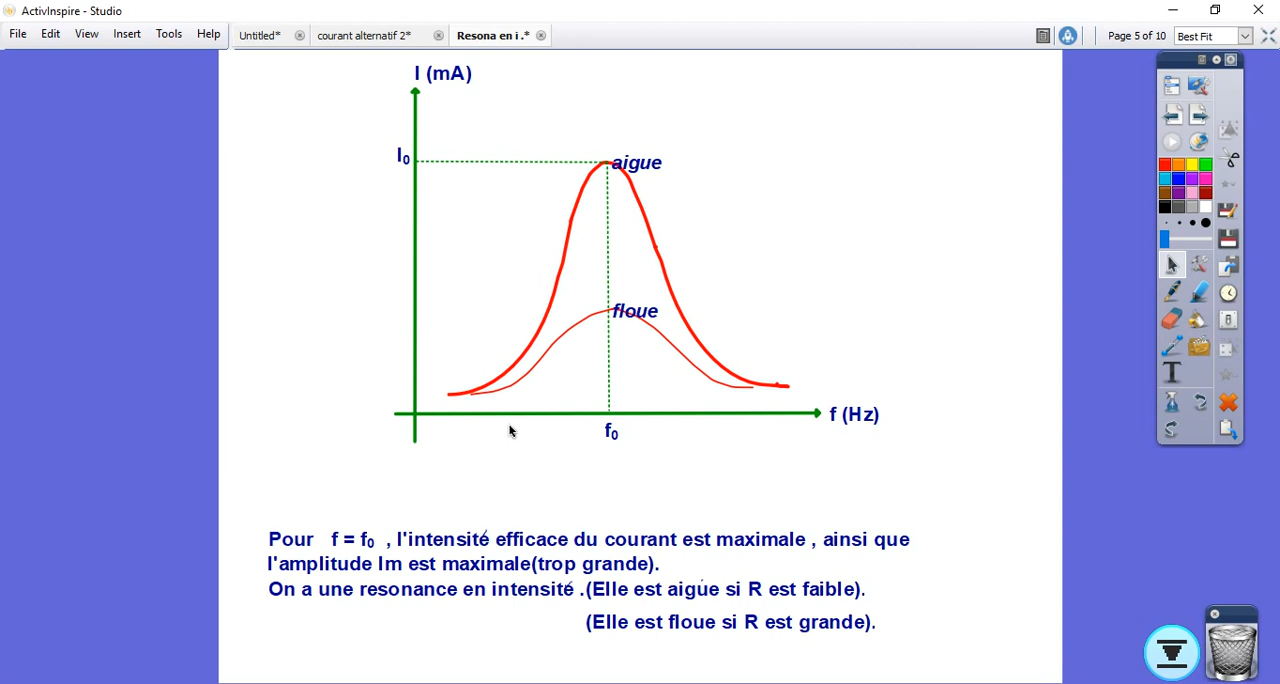 ActivInspire - Studio
File Edit View Insert Tools Help
Untitled* courant alternatif 2* Resona en i .*
Page 5 of 10 Best Fit
I (mA)
I₀
aigue
floue
f (Hz)
f₀
Pour f = f₀ , l'intensité efficace du courant est maximale , ainsi que
l'amplitude Im est maximale(trop grande).
On a une resonance en intensité .(Elle est aigúe si R est faible).
(Elle est floue si R est grande).
T